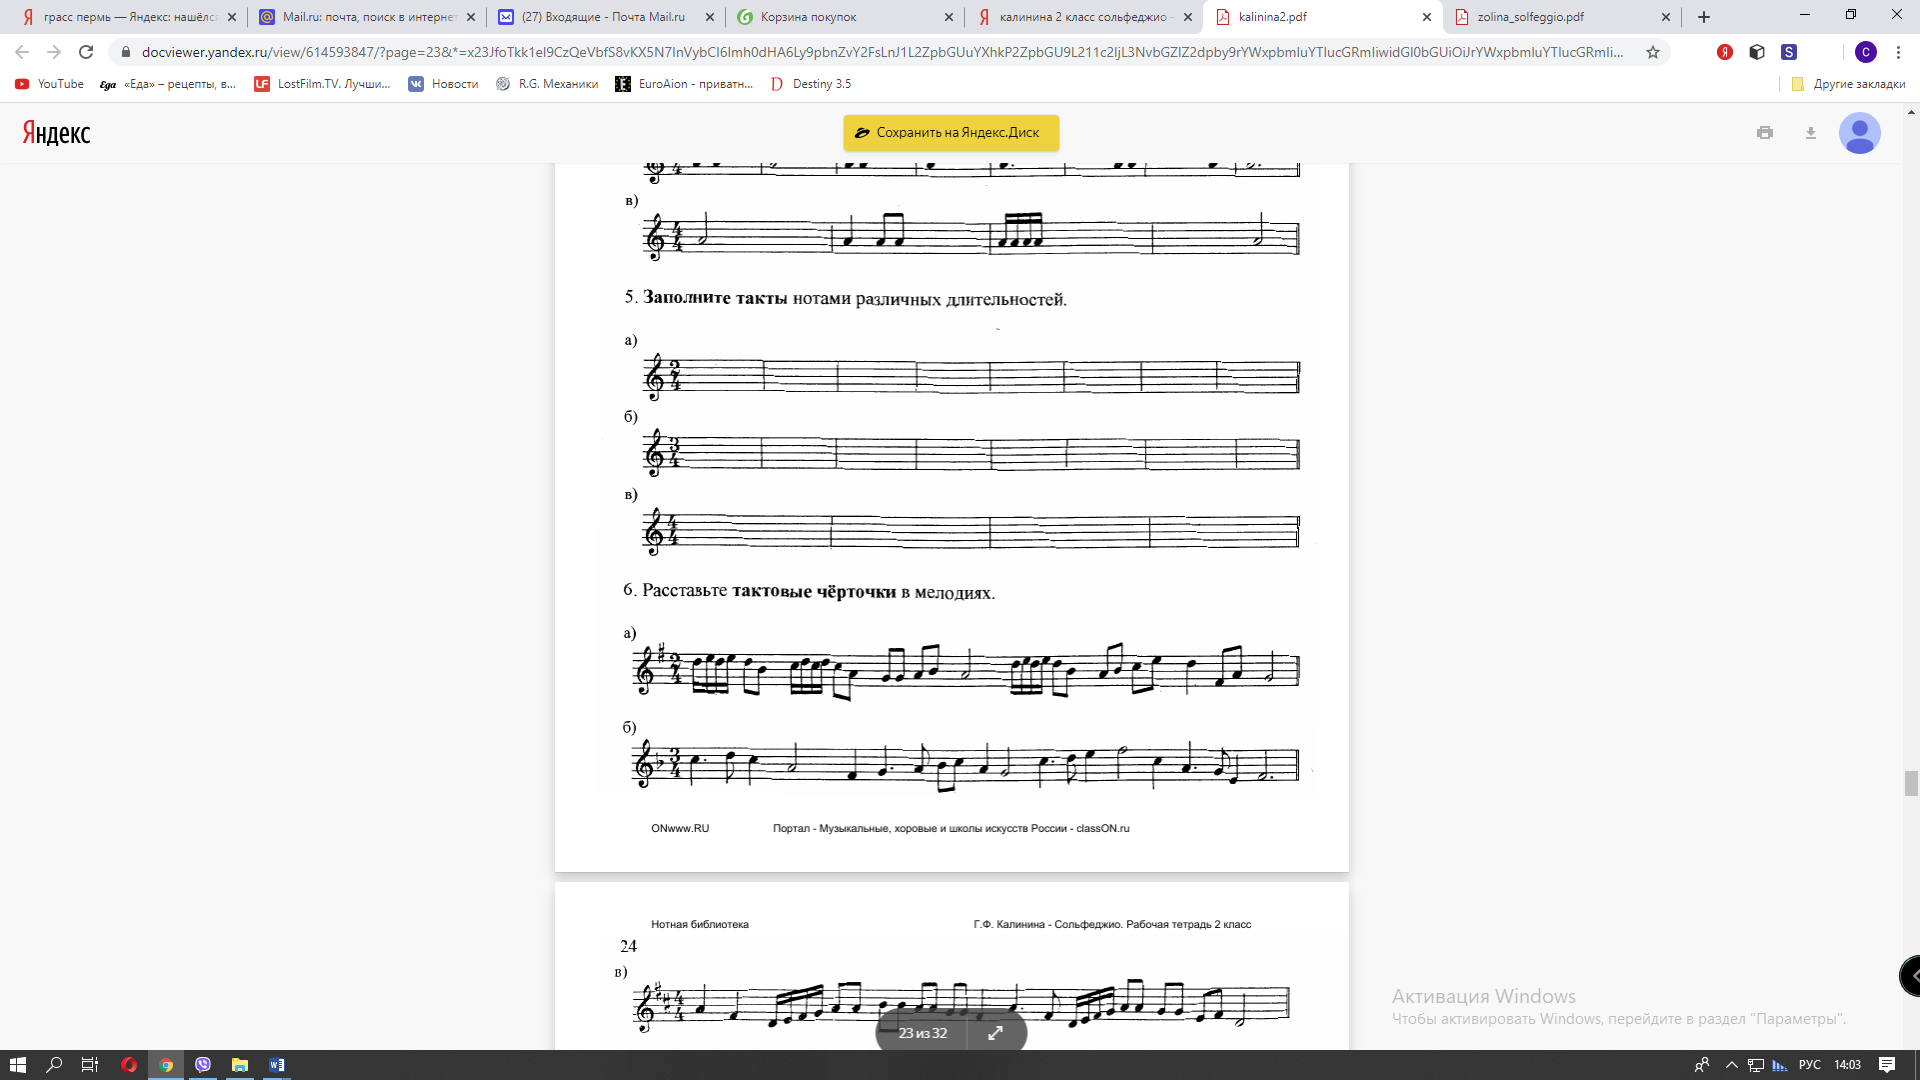 грасс пермь — Яндекс: нашёлся
Mail.ru: почта, поиск в интернет
(27) Входящие - Почта Mail.ru
Корзина покупок
калинина 2 класс сольфеджио -
kalinina2.pdf
zolina_solfeggio.pdf
YouTube
Еда
«Еда» – рецепты, в...
LostFilm.TV. Лучши...
Новости
R.G. Механики
EuroAion - приватн...
Destiny 3.5
Другие закладки
Яндекс
Сохранить на Яндекс.Диск
в)
5. Заполните такты нотами различных длительностей.
а)
б)
в)
6. Расставьте тактовые чёрточки в мелодиях.
а)
б)
ONwww.RU
Портал - Музыкальные, хоровые и школы искусств России - classON.ru
Нотная библиотека
Г.Ф. Калинина - Сольфеджио. Рабочая тетрадь 2 класс
24
в)
23 из 32
Активация Windows
Чтобы активировать Windows, перейдите в раздел "Параметры".
РУС
14:03